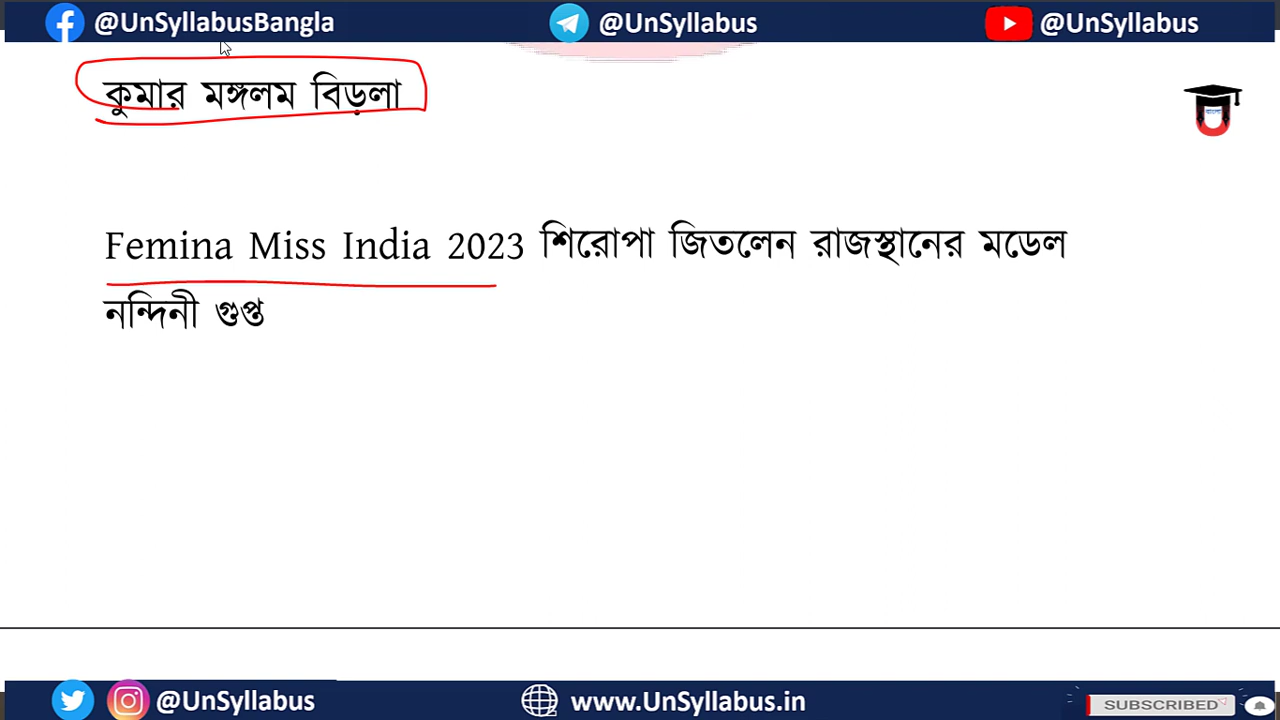 @UnSyllabusBangla @UnSyllabus @UnSyllabus
কুমার মঙ্গলম বিড়লা
Femina Miss India 2023 শিরোপা জিতলেন রাজস্থানের মডেল
নন্দিনী গুপ্ত
@UnSyllabus www.UnSyllabus.in SUBSCRIBED